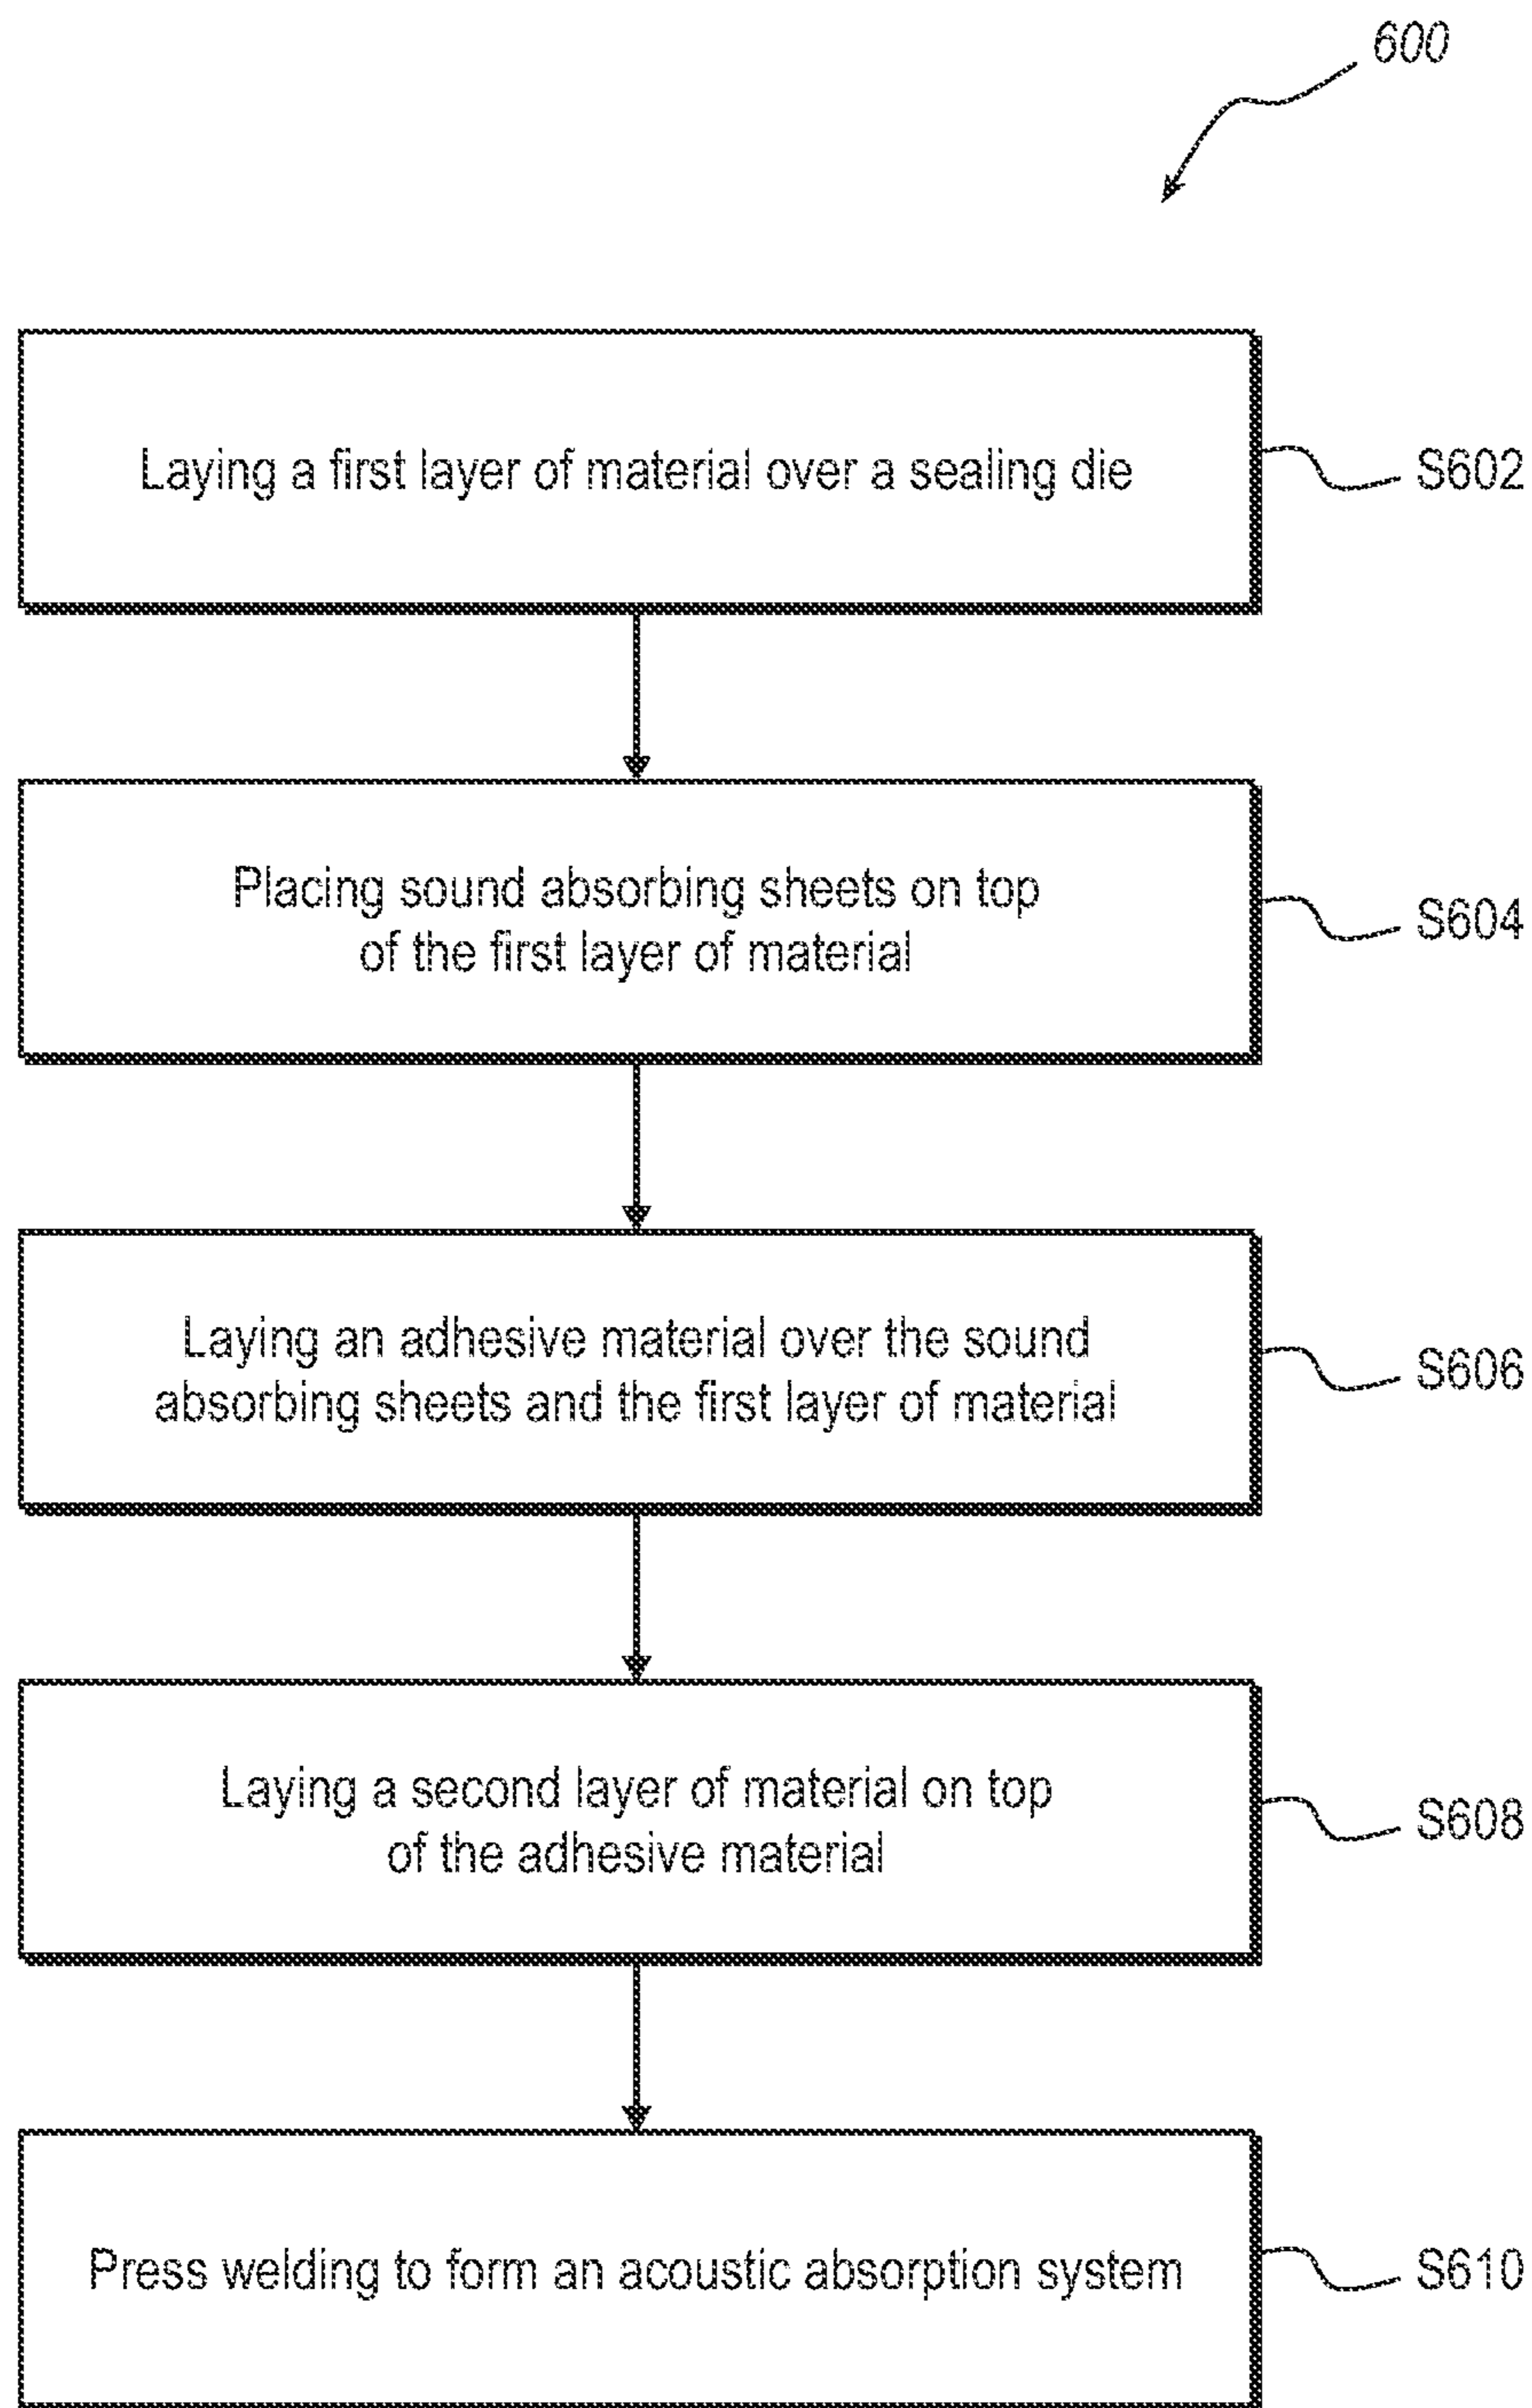 600
Laying a first layer of material over a sealing die
S602
Placing sound absorbing sheets on top
of the first layer of material
S604
Laying an adhesive material over the sound
absorbing sheets and the first layer of material
S606
Laying a second layer of material on top
of the adhesive material
S608
Press welding to form an acoustic absorption system
S610